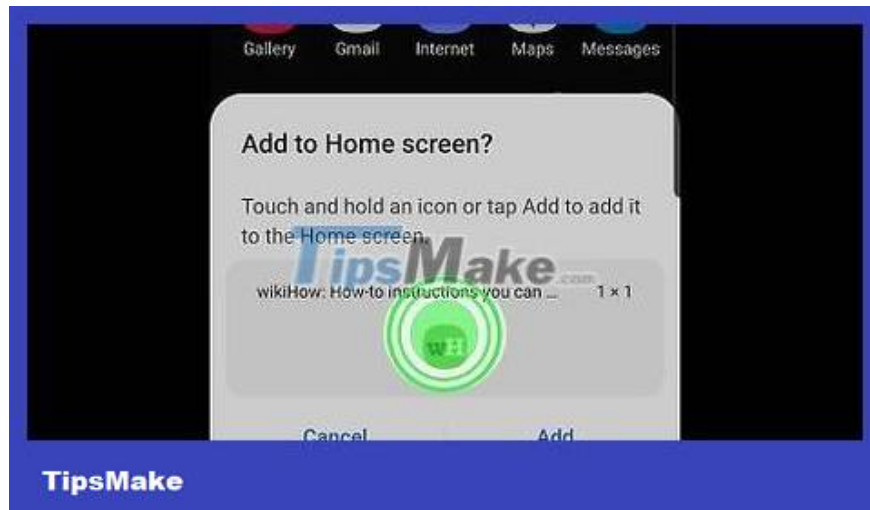 Gallery Gmail Internet Maps Messages
Add to Home screen?
Touch and hold an icon or tap Add to add it
to the Home screen.
TipsMake.com
wikiHow: How-to instructions you can ... 1 × 1
wH
Cancel Add
TipsMake